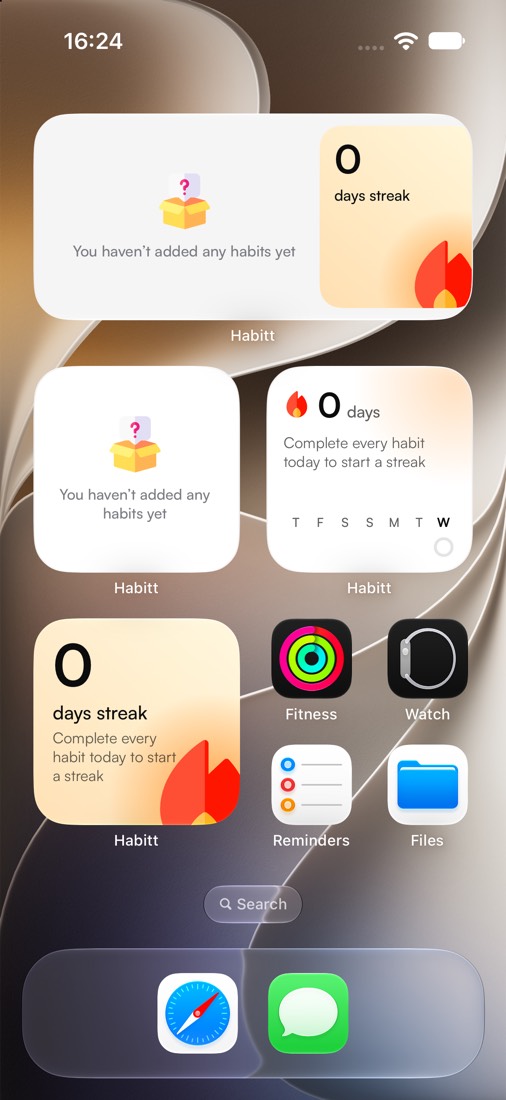 16:24
?
You haven't added any habits yet
0
days streak
Habitt
?
You haven't added any
habits yet
Habitt
0 days
Complete every habit
today to start a streak
T F S S M T W
Habitt
0
days streak
Complete every
habit today to start
a streak
Habitt
Fitness
Watch
Reminders
Files
Search